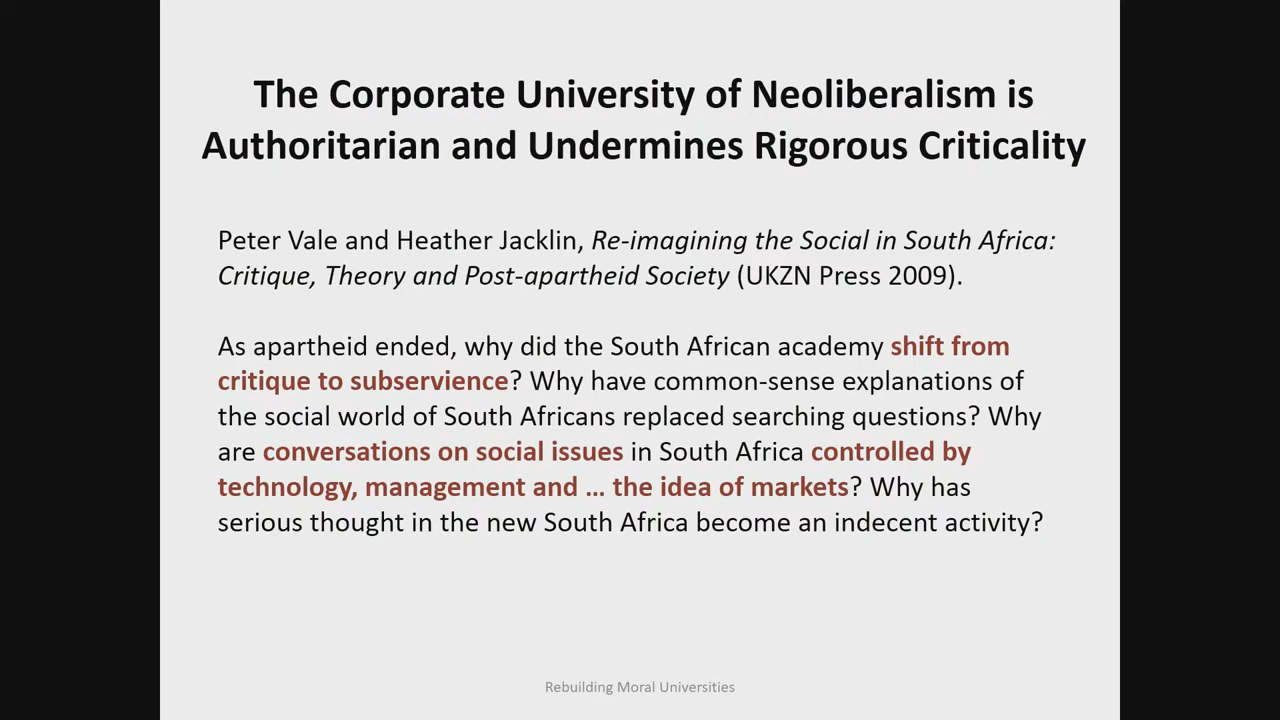 The Corporate University of Neoliberalism is
Authoritarian and Undermines Rigorous Criticality
Peter Vale and Heather Jacklin, Re-imagining the Social in South Africa:
Critique, Theory and Post-apartheid Society (UKZN Press 2009).
As apartheid ended, why did the South African academy shift from
critique to subservience? Why have common-sense explanations of
the social world of South Africans replaced searching questions? Why
are conversations on social issues in South Africa controlled by
technology, management and … the idea of markets? Why has
serious thought in the new South Africa become an indecent activity?
Rebuilding Moral Universities